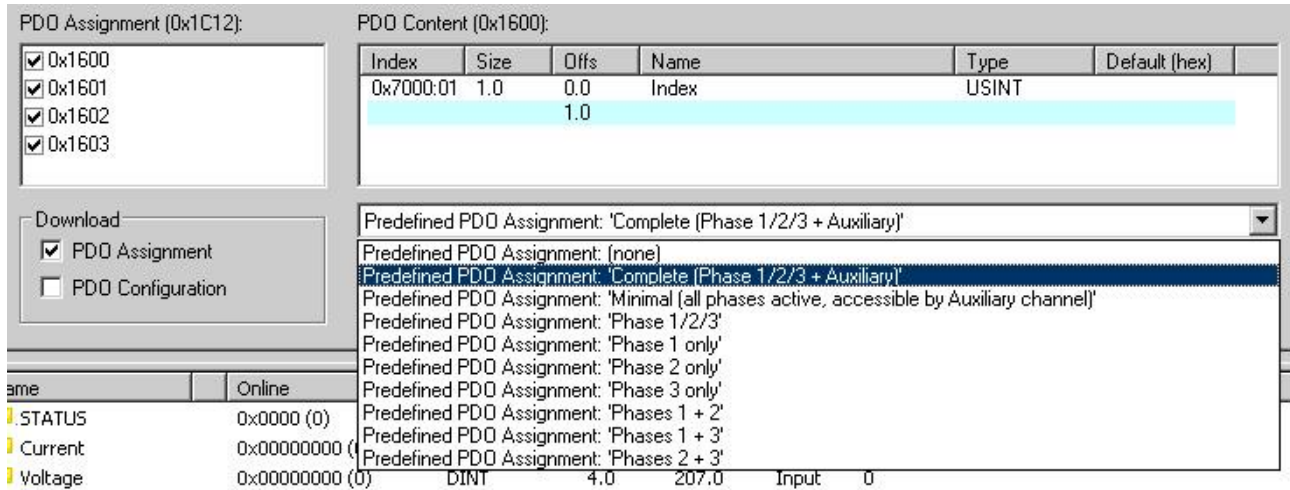 PDO Assignment (0x1C12):
0x1600
0x1601
0x1602
0x1603
PDO Content (0x1600):
Index Size Offs Name Type Default (hex)
0x7000:01 1.0 0.0 Index USINT
1.0
Download
PDO Assignment
PDO Configuration
Predefined PDO Assignment: 'Complete (Phase 1/2/3 + Auxiliary)'
Predefined PDO Assignment: (none)
Predefined PDO Assignment: 'Complete (Phase 1/2/3 + Auxiliary)'
Predefined PDO Assignment: 'Minimal (all phases active, accessible by Auxiliary channel)'
Predefined PDO Assignment: 'Phase 1/2/3'
Predefined PDO Assignment: 'Phase 1 only'
Predefined PDO Assignment: 'Phase 2 only'
Predefined PDO Assignment: 'Phase 3 only'
Predefined PDO Assignment: 'Phases 1 + 2'
Predefined PDO Assignment: 'Phases 1 + 3'
Predefined PDO Assignment: 'Phases 2 + 3'
ame Online
.STATUS 0x0000 (0)
Current 0x00000000 (
Voltage 0x00000000 (0) DINT 4.0 207.0 Input 0